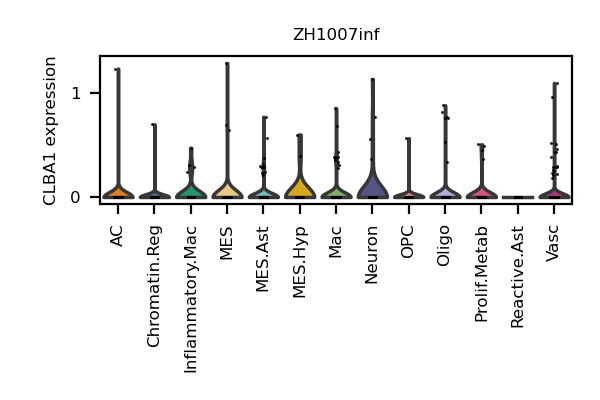 ZH1007inf
CLBA1 expression
1
0
AC
Chromatin.Reg
Inflammatory.Mac
MES
MES.Ast
MES.Hyp
Mac
Neuron
OPC
Oligo
Prolif.Metab
Reactive.Ast
Vasc